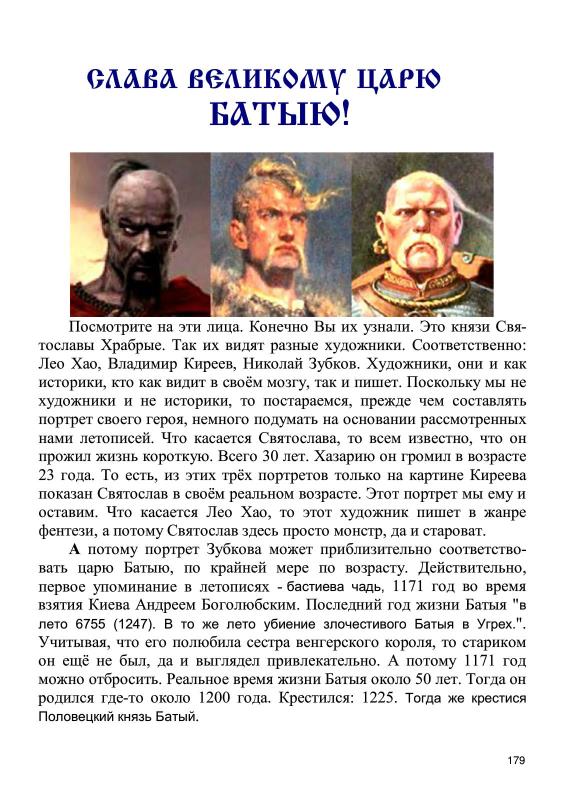 СЛАВА ВЕЛИКОМУ ЦАРЮ
БАТЫЮ!
Посмотрите на эти лица. Конечно Вы их узнали. Это князи Свя-
тославы Храбрые. Так их видят разные художники. Соответственно:
Лео Хао, Владимир Киреев, Николай Зубков. Художники, они и как
историки, кто как видит в своём мозгу, так и пишет. Поскольку мы не
художники и не историки, то постараемся, прежде чем составлять
портрет своего героя, немного подумать на основании рассмотренных
нами летописей. Что касается Святослава, то всем известно, что он
прожил жизнь короткую. Всего 30 лет. Хазарию он громил в возрасте
23 года. То есть, из этих трёх портретов только на картине Киреева
показан Святослав в своём реальном возрасте. Этот портрет мы ему и
оставим. Что касается Лео Хао, то этот художник пишет в жанре
фентези, а потому Святослав здесь просто монстр, да и староват.
А потому портрет Зубкова может приблизительно соответство-
вать царю Батыю, по крайней мере по возрасту. Действительно,
первое упоминание в летописях - бастиева чадь, 1171 год во время
взятия Киева Андреем Боголюбским. Последний год жизни Батыя "в
лето 6755 (1247). В то же лето убиение злочестивого Батыя в Угрех.".
Учитывая, что его полюбила сестра венгерского короля, то стариком
он ещё не был, да и выглядел привлекательно. А потому 1171 год
можно отбросить. Реальное время жизни Батыя около 50 лет. Тогда он
родился где-то около 1200 года. Крестился: 1225. Тогда же крестися
Половецкий князь Батый.
179